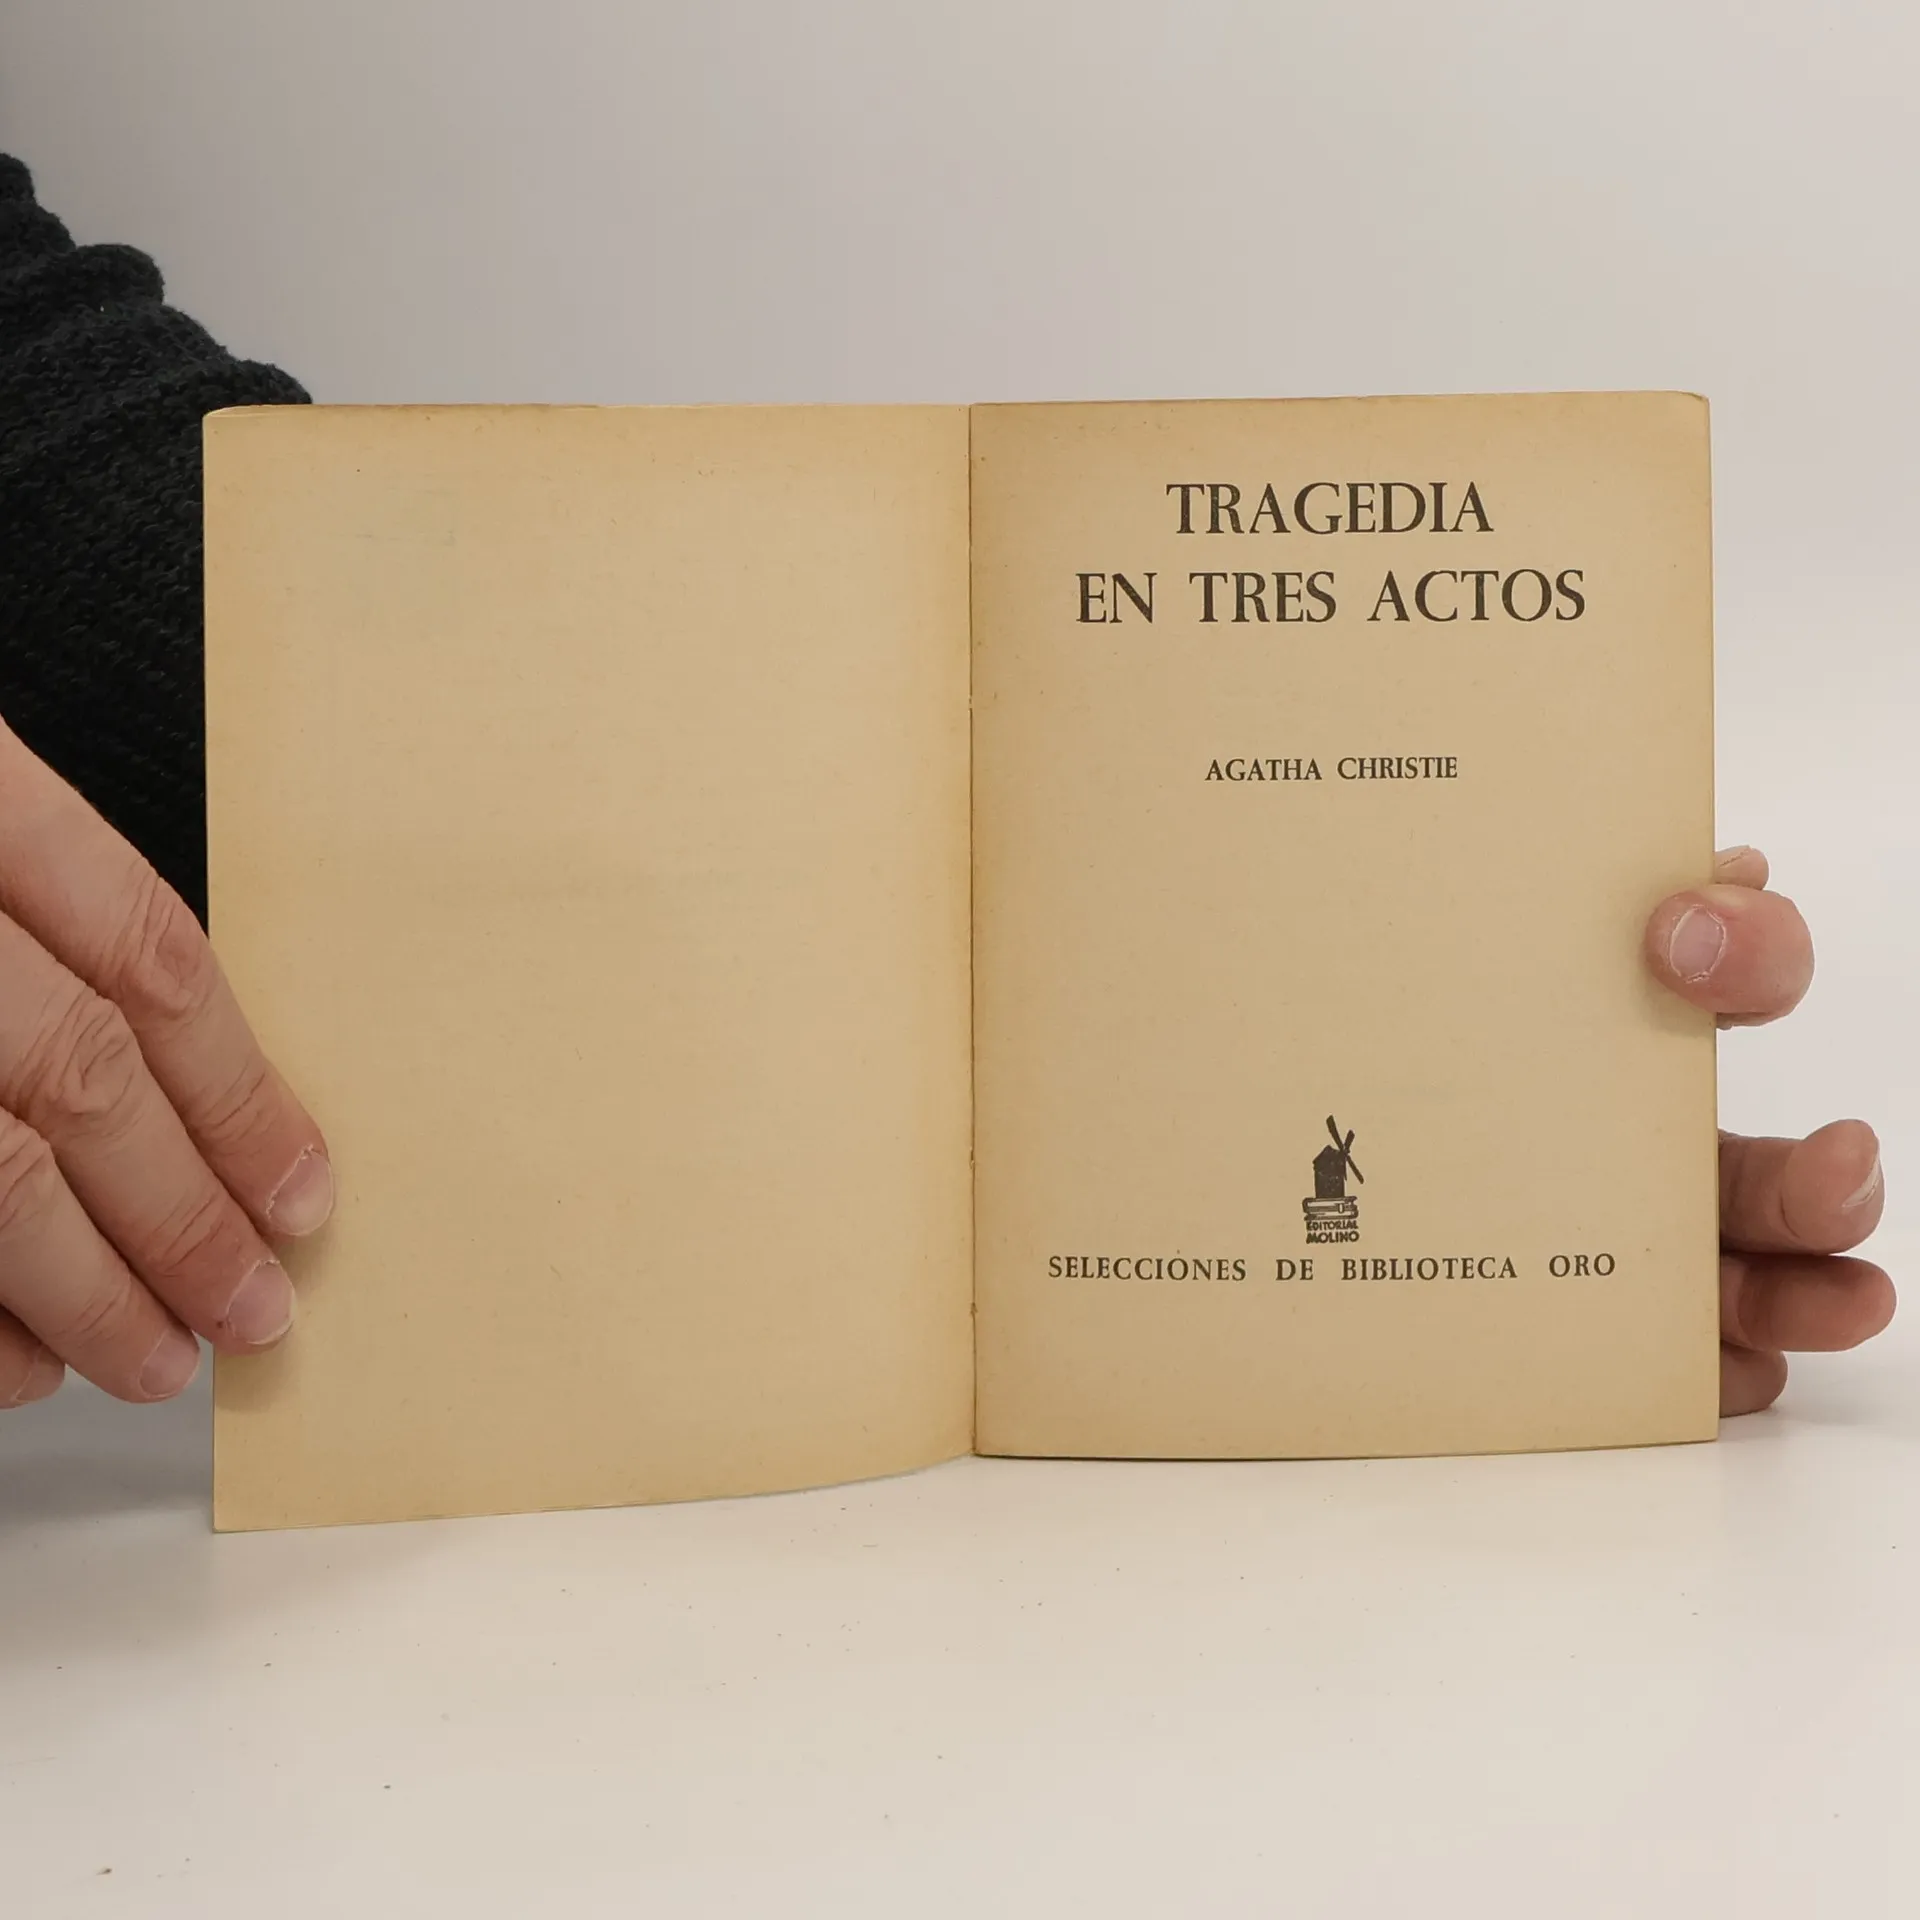 TRAGEDIA
EN TRES ACTOS
AGATHA CHRISTIE
EDITORIAL
MOLINO
SELECCIONES DE BIBLIOTECA ORO